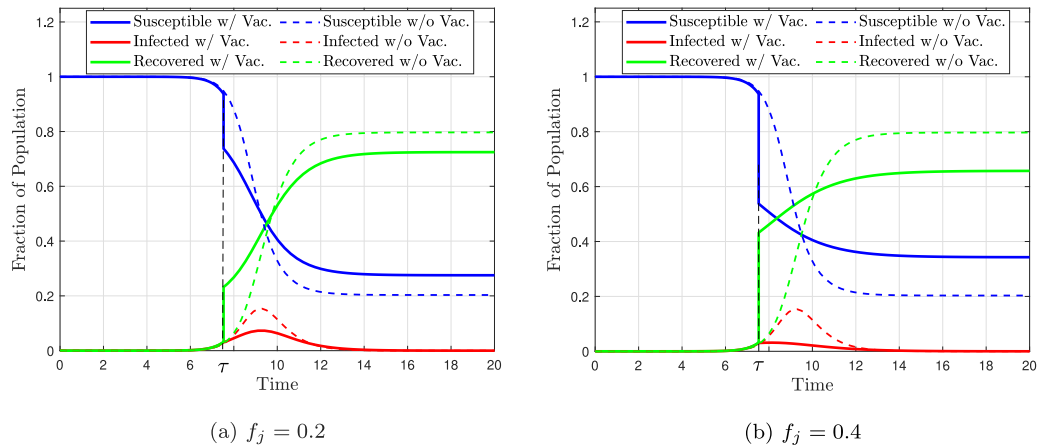 Susceptible w/ Vac.
Infected w/ Vac.
Recovered w/ Vac.
Susceptible w/o Vac.
Infected w/o Vac.
Recovered w/o Vac.
Fraction of Population
1.2
1
0.8
0.6
0.4
0.2
0
0 2 4 6 τ 8 10 12 14 16 18 20
Time
(a) f_j = 0.2
Susceptible w/ Vac.
Infected w/ Vac.
Recovered w/ Vac.
Susceptible w/o Vac.
Infected w/o Vac.
Recovered w/o Vac.
Fraction of Population
1.2
1
0.8
0.6
0.4
0.2
0
0 2 4 6 τ 8 10 12 14 16 18 20
Time
(b) f_j = 0.4